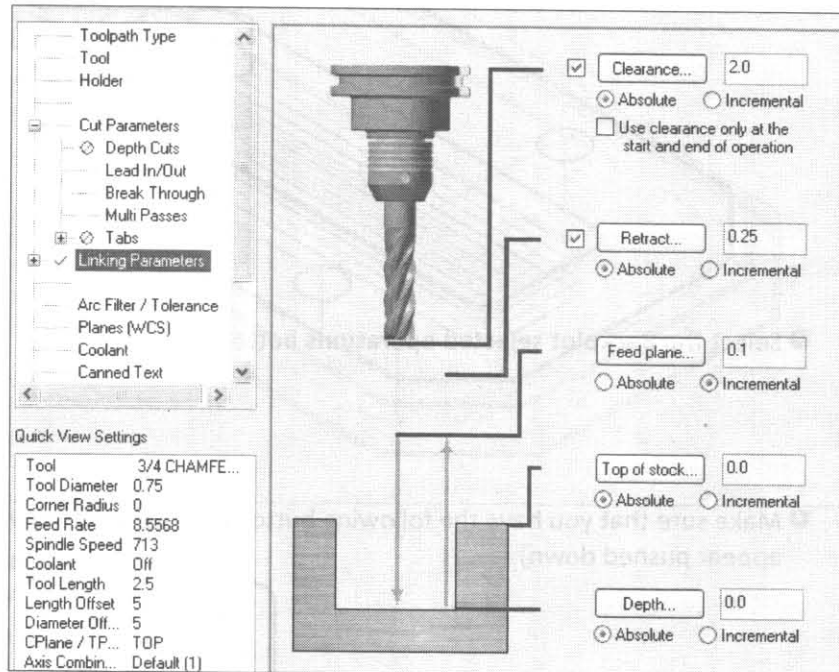 Toolpath Type
Tool
Holder
Cut Parameters
Depth Cuts
Lead In/Out
Break Through
Multi Passes
Tabs
Linking Parameters
Arc Filter / Tolerance
Planes (WCS)
Coolant
Canned Text
Quick View Settings
Tool 3/4 CHAMFE...
Tool Diameter 0.75
Corner Radius 0
Feed Rate 8.5568
Spindle Speed 713
Coolant Off
Tool Length 2.5
Length Offset 5
Diameter Off... 5
CPlane / TP... TOP
Axis Combin... Default (1)
Clearance... 2.0
Absolute Incremental
Use clearance only at the
start and end of operation
Retract... 0.25
Absolute Incremental
Feed plane... 0.1
Absolute Incremental
Top of stock... 0.0
Absolute Incremental
Depth... 0.0
Absolute Incremental